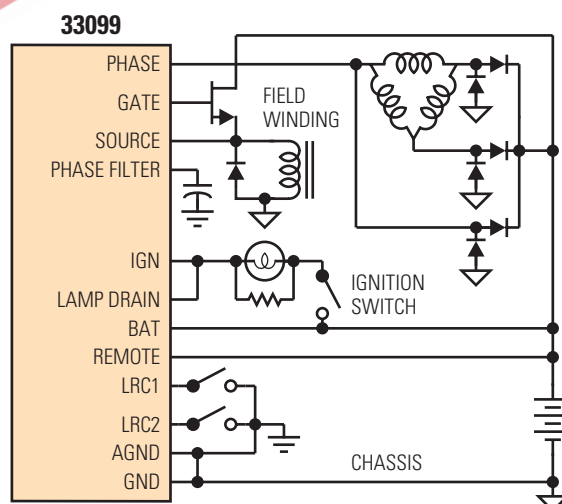 33099
PHASE
GATE
SOURCE
PHASE FILTER
IGN
LAMP DRAIN
BAT
REMOTE
LRC1
LRC2
AGND
GND
FIELD
WINDING
IGNITION
SWITCH
CHASSIS